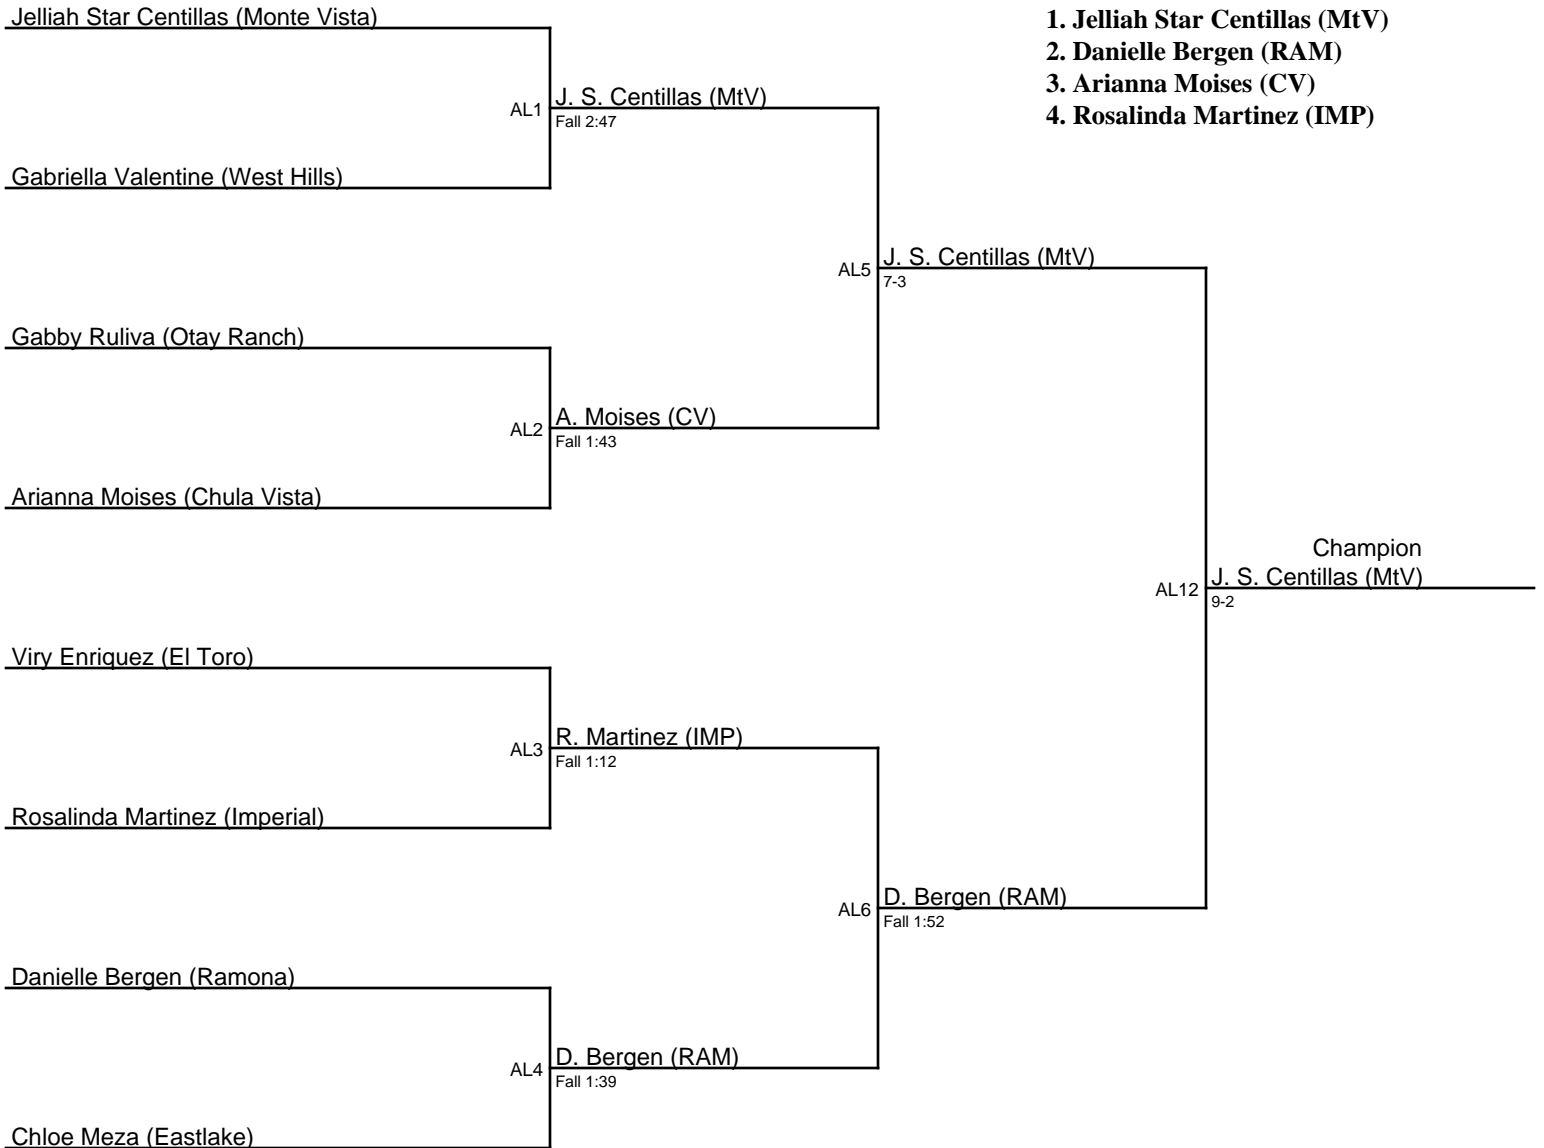 Jelliah Star Centillas (Monte Vista)
1. Jelliah Star Centillas (MtV)
2. Danielle Bergen (RAM)
3. Arianna Moises (CV)
4. Rosalinda Martinez (IMP)
AL1
J. S. Centillas (MtV)
Fall 2:47
Gabriella Valentine (West Hills)
AL5
J. S. Centillas (MtV)
7-3
Gabby Ruliva (Otay Ranch)
AL2
A. Moises (CV)
Fall 1:43
Arianna Moises (Chula Vista)
Champion
AL12
J. S. Centillas (MtV)
9-2
Viry Enriquez (El Toro)
AL3
R. Martinez (IMP)
Fall 1:12
Rosalinda Martinez (Imperial)
AL6
D. Bergen (RAM)
Fall 1:52
Danielle Bergen (Ramona)
AL4
D. Bergen (RAM)
Fall 1:39
Chloe Meza (Eastlake)